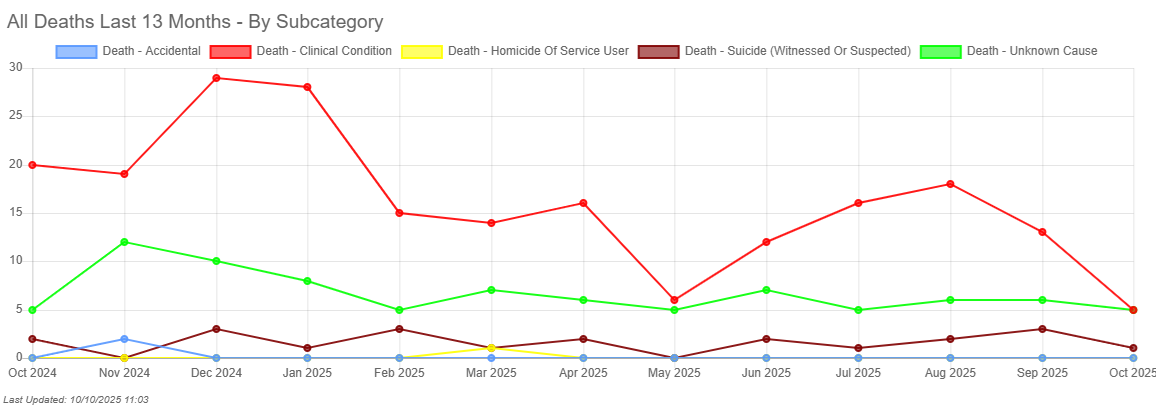 All Deaths Last 13 Months - By Subcategory
Death - Accidental Death - Clinical Condition Death - Homicide Of Service User Death - Suicide (Witnessed Or Suspected) Death - Unknown Cause
30
25
20
15
10
5
0
Oct 2024 Nov 2024 Dec 2024 Jan 2025 Feb 2025 Mar 2025 Apr 2025 May 2025 Jun 2025 Jul 2025 Aug 2025 Sep 2025 Oct 2025
Last Updated: 10/10/2025 11:03